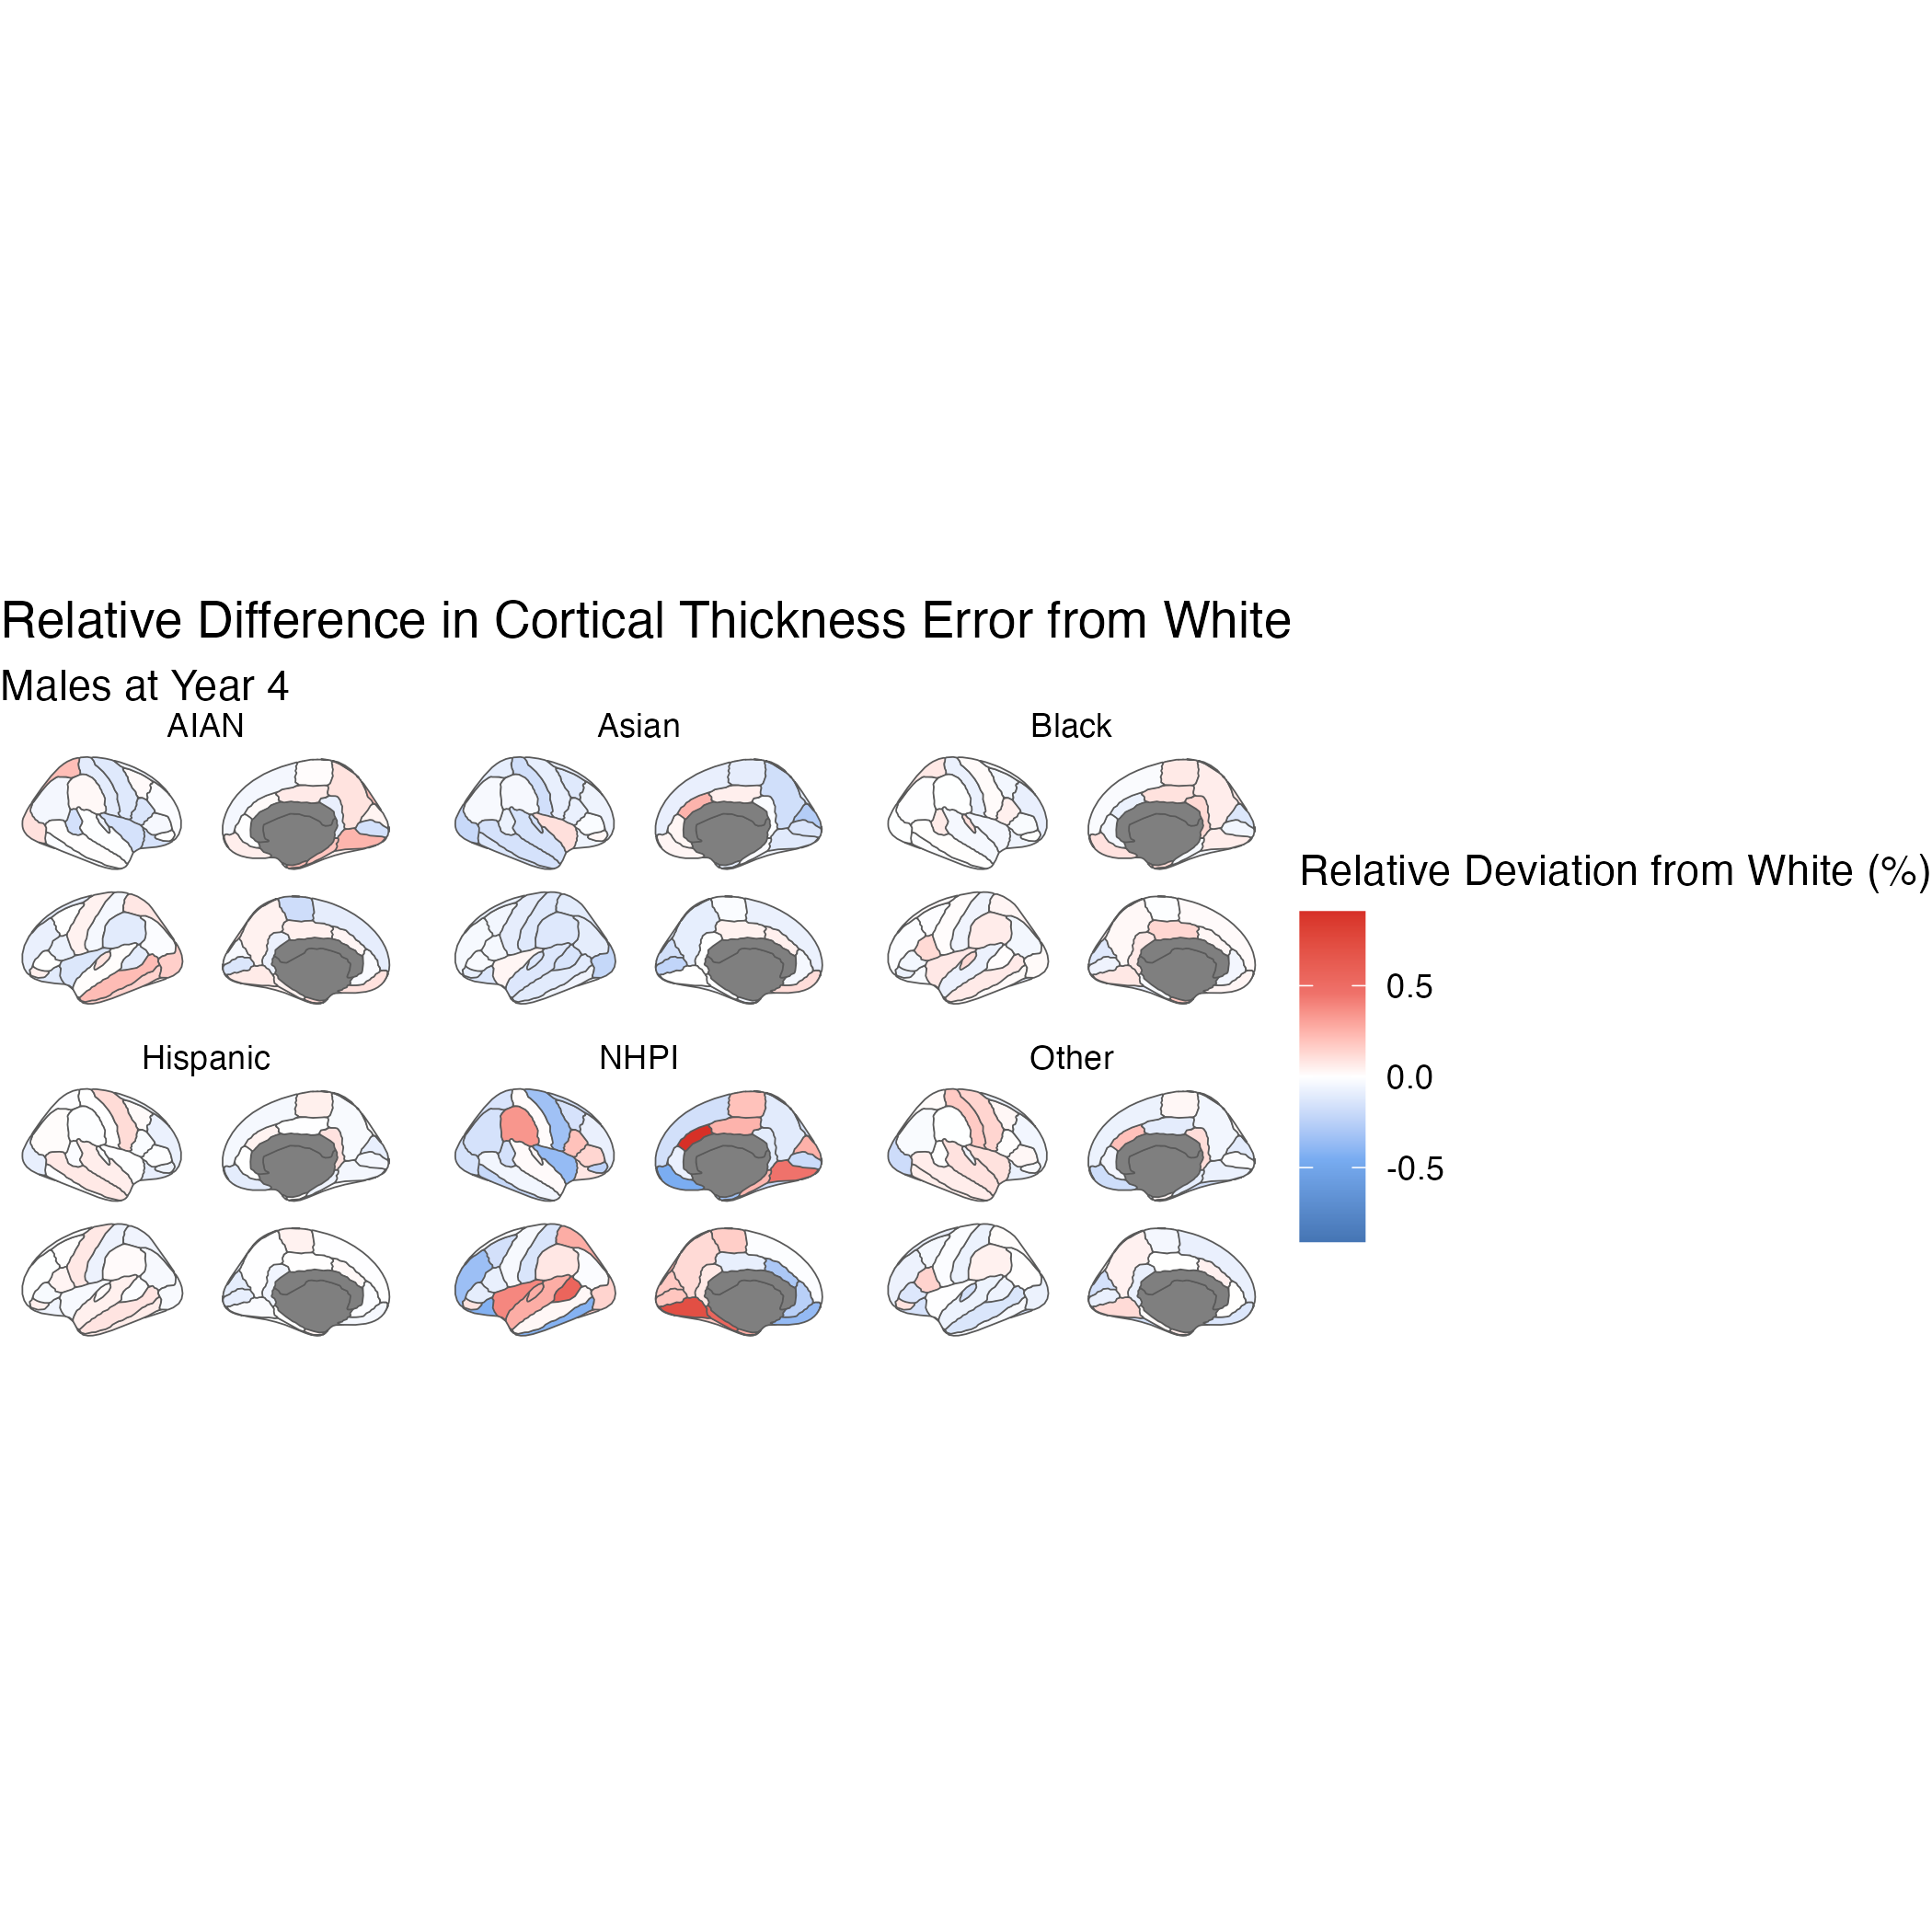 Relative Difference in Cortical Thickness Error from White
Males at Year 4
AIAN
Asian
Black
Hispanic
NHPI
Other
Relative Deviation from White (%)
0.5
0.0
-0.5